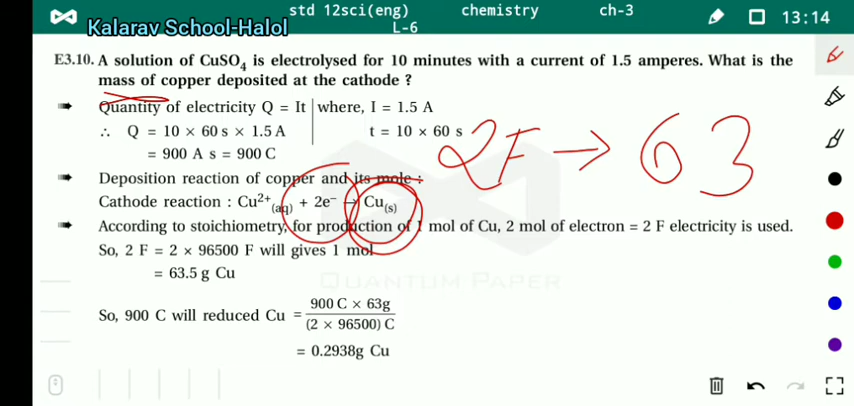 std 12sci(eng) chemistry ch-3 13:14
Kalarav School-Halol L-6
E3.10. A solution of CuSO₄ is electrolysed for 10 minutes with a current of 1.5 amperes. What is the
mass of copper deposited at the cathode ?
Quantity of electricity Q = It where, I = 1.5 A
∴ Q = 10 × 60 s × 1.5 A t = 10 × 60 s
= 900 A s = 900 C
2F → 63
Deposition reaction of copper and its mole :
Cathode reaction : Cu²⁺(aq) + 2e⁻ → Cu(s)
According to stoichiometry, for production of 1 mol of Cu, 2 mol of electron = 2 F electricity is used.
So, 2 F = 2 × 96500 F will gives 1 mol
= 63.5 g Cu
QUANTUM PAPER
So, 900 C will reduced Cu = 900 C × 63g / (2 × 96500) C
= 0.2938g Cu